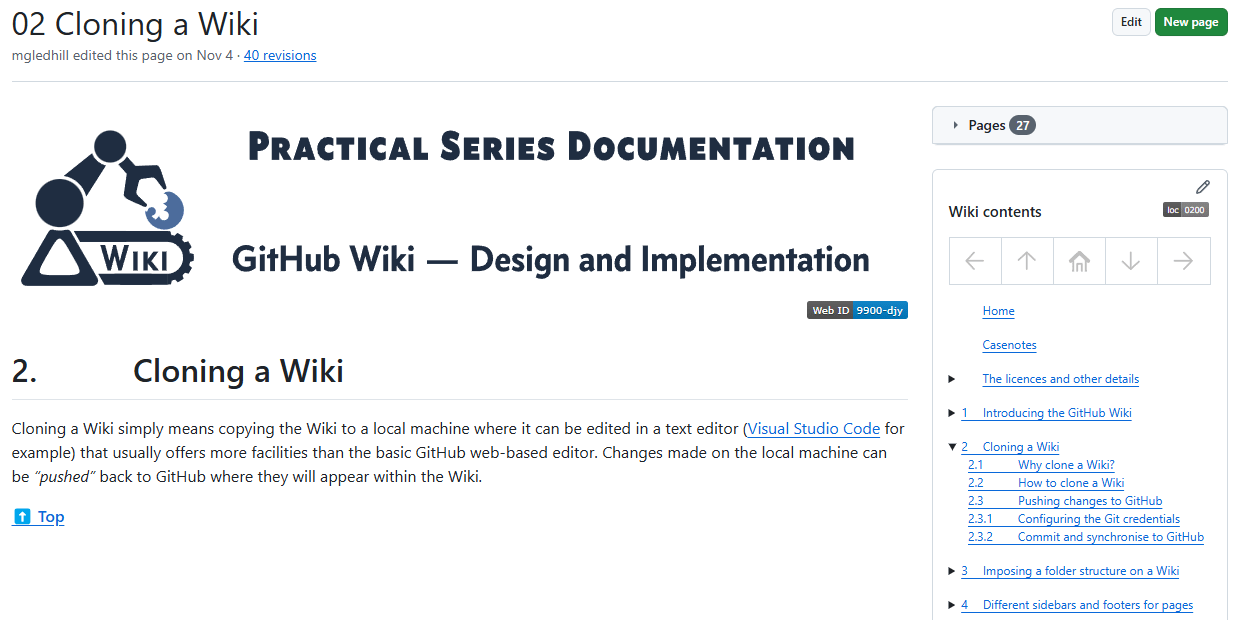 02 Cloning a Wiki
Edit
New page
mgledhill edited this page on Nov 4 · 40 revisions
Practical Series Documentation
WIKI
GitHub Wiki — Design and Implementation
Web ID 9900-djy
2. Cloning a Wiki
Cloning a Wiki simply means copying the Wiki to a local machine where it can be edited in a text editor (Visual Studio Code for
example) that usually offers more facilities than the basic GitHub web-based editor. Changes made on the local machine can
be “pushed” back to GitHub where they will appear within the Wiki.
Top
Pages 27
Wiki contents
loc 0200
Home
Casenotes
The licences and other details
1 Introducing the GitHub Wiki
2 Cloning a Wiki
2.1 Why clone a Wiki?
2.2 How to clone a Wiki
2.3 Pushing changes to GitHub
2.3.1 Configuring the Git credentials
2.3.2 Commit and synchronise to GitHub
3 Imposing a folder structure on a Wiki
4 Different sidebars and footers for pages